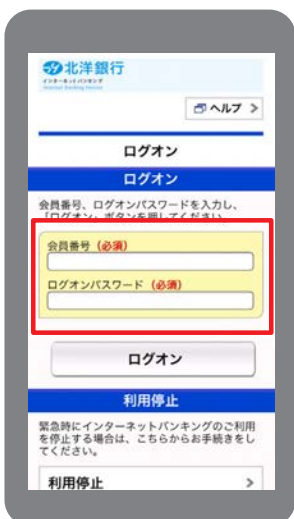 北洋銀行
インターネットバンキング
Internet Banking Service
ヘルプ
ログオン
ログオン
会員番号、ログオンパスワードを入力し、
「ログオン」ボタンを押してください。
会員番号（必須）
ログオンパスワード（必須）
ログオン
利用停止
緊急時にインターネットバンキングのご利用
を停止する場合は、こちらからお手続きをし
てください。
利用停止